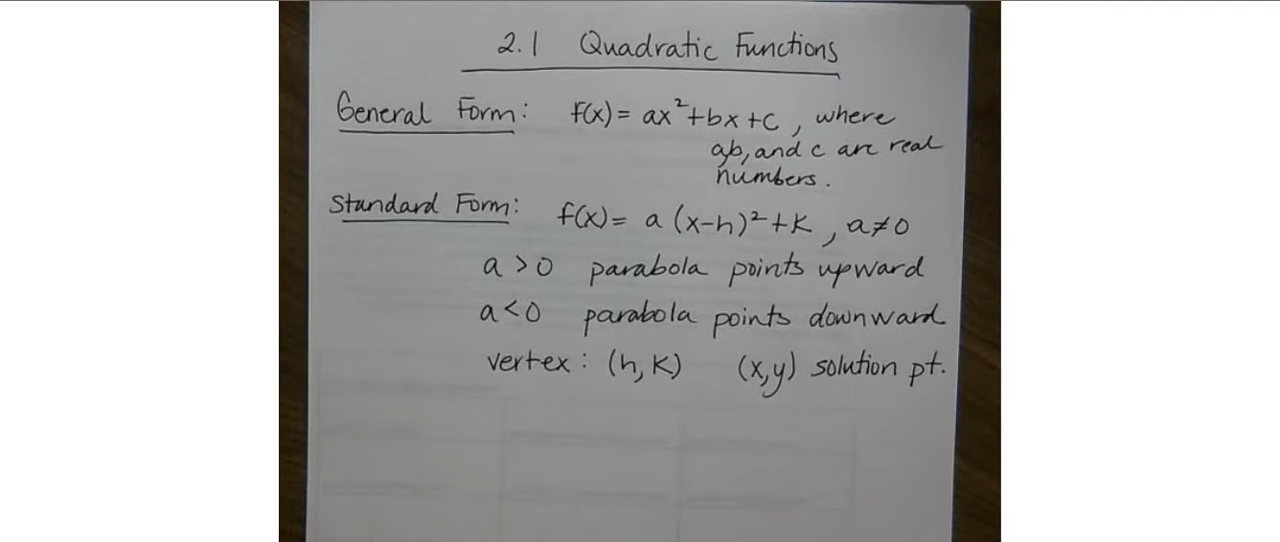 2.1 Quadratic Functions
General Form: f(x) = ax²+bx+c, where
a,b, and c are real
numbers.
Standard Form: f(x) = a(x-h)²+k, a≠0
a>0 parabola points upward
a<0 parabola points downward
vertex: (h,k) (x,y) solution pt.